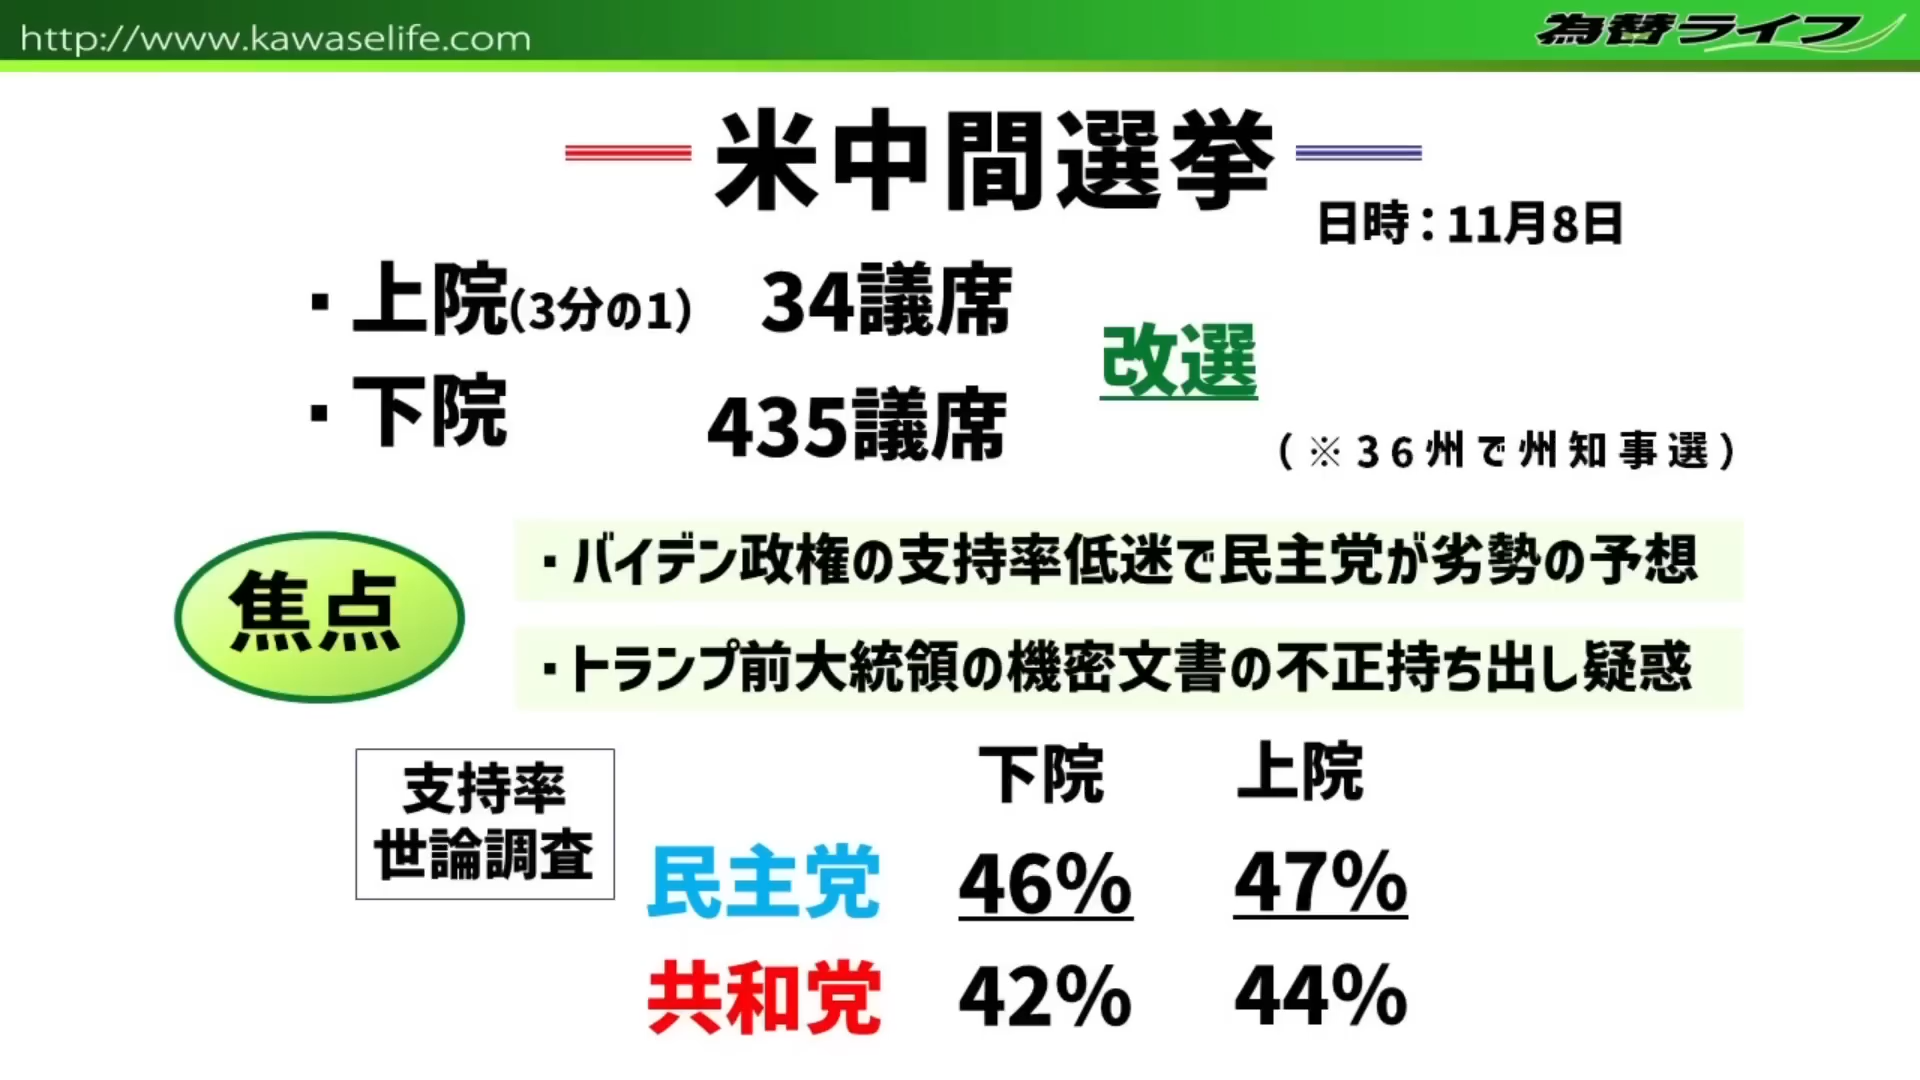 http://www.kawaselife.com
為替ライフ
米中間選挙
日時：11月8日
・上院(3分の1) 34議席
・下院 435議席
改選
(※36州で州知事選)
焦点
・バイデン政権の支持率低迷で民主党が劣勢の予想
・トランプ前大統領の機密文書の不正持ち出し疑惑
支持率
世論調査
下院 上院
民主党 46% 47%
共和党 42% 44%